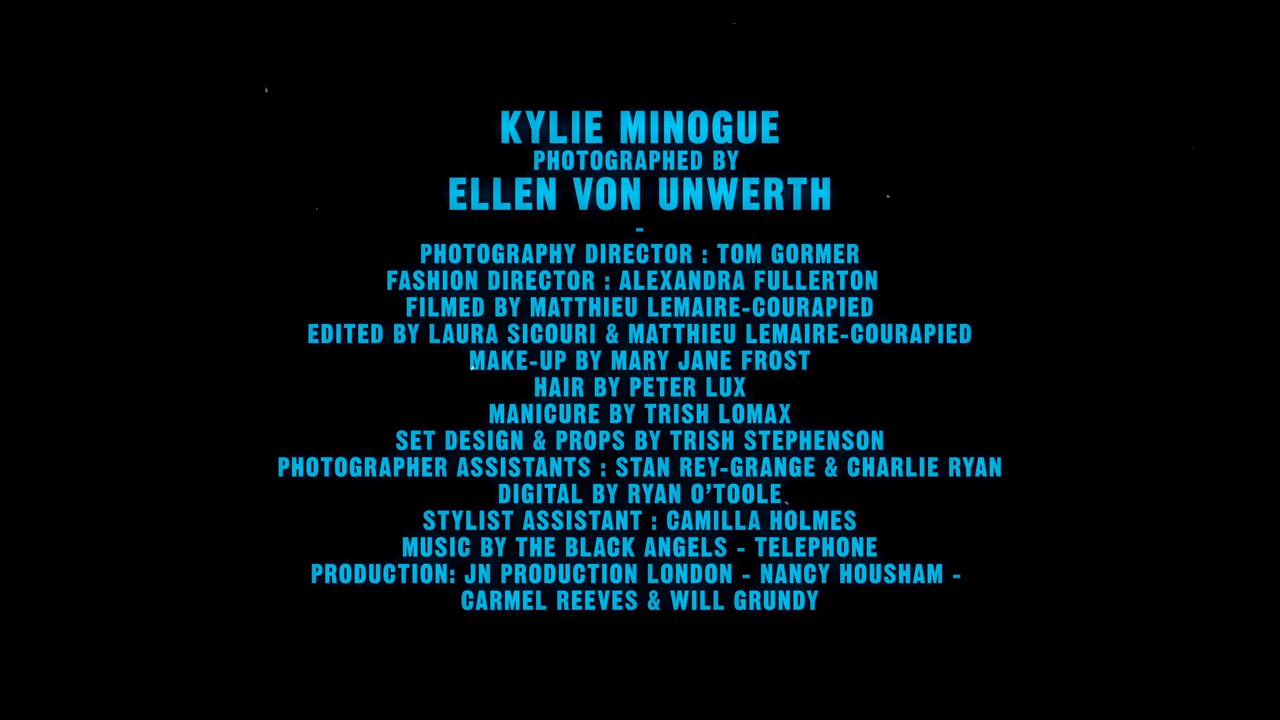 KYLIE MINOGUE
PHOTOGRAPHED BY
ELLEN VON UNWERTH
-
PHOTOGRAPHY DIRECTOR : TOM GORMER
FASHION DIRECTOR : ALEXANDRA FULLERTON
FILMED BY MATTHIEU LEMAIRE-COURAPIED
EDITED BY LAURA SICOURI & MATTHIEU LEMAIRE-COURAPIED
MAKE-UP BY MARY JANE FROST
HAIR BY PETER LUX
MANICURE BY TRISH LOMAX
SET DESIGN & PROPS BY TRISH STEPHENSON
PHOTOGRAPHER ASSISTANTS : STAN REY-GRANGE & CHARLIE RYAN
DIGITAL BY RYAN O’TOOLE
STYLIST ASSISTANT : CAMILLA HOLMES
MUSIC BY THE BLACK ANGELS - TELEPHONE
PRODUCTION: JN PRODUCTION LONDON - NANCY HOUSHAM -
CARMEL REEVES & WILL GRUNDY